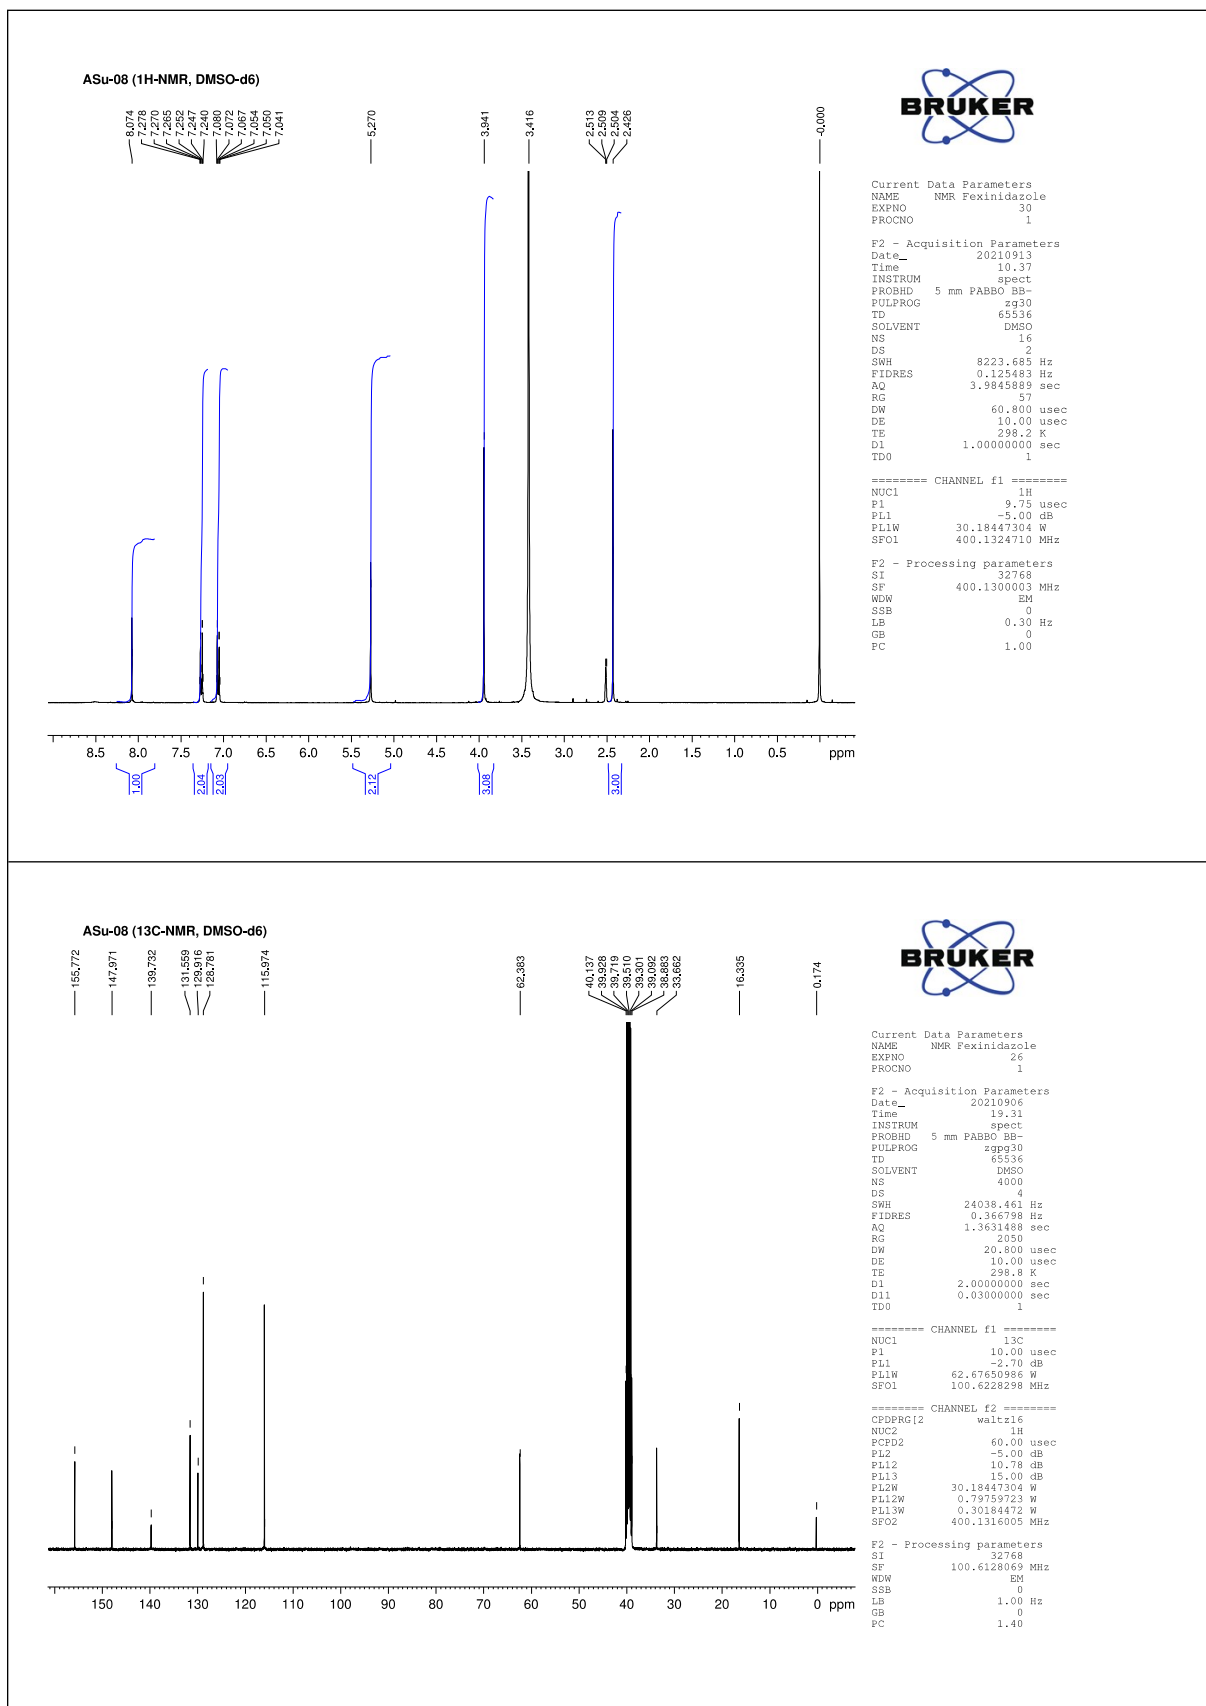 ASu-08 (1H-NMR, DMSO-d6)
8.074
7.278
7.270
7.265
7.252
7.247
7.240
7.080
7.072
7.067
7.054
7.050
7.041
5.270
3.941
3.416
2.513
2.509
2.504
2.426
-0.000
BRUKER
Current Data Parameters
NAME NMR Fexinidazole
EXPNO 30
PROCNO 1
F2 - Acquisition Parameters
Date_ 20210913
Time 10.37
INSTRUM spect
PROBHD 5 mm PABBO BB-
PULPROG zg30
TD 65536
SOLVENT DMSO
NS 16
DS 2
SWH 8223.685 Hz
FIDRES 0.125483 Hz
AQ 3.9845889 sec
RG 57
DW 60.800 usec
DE 10.00 usec
TE 298.2 K
D1 1.00000000 sec
TD0 1
======== CHANNEL f1 ========
NUC1 1H
P1 9.75 usec
PL1 -5.00 dB
PL1W 30.18447304 W
SFO1 400.1324710 MHz
F2 - Processing parameters
SI 32768
SF 400.1300003 MHz
WDW EM
SSB 0
LB 0.30 Hz
GB 0
PC 1.00
8.5 8.0 7.5 7.0 6.5 6.0 5.5 5.0 4.5 4.0 3.5 3.0 2.5 2.0 1.5 1.0 0.5 ppm
1.00 2.04 2.03 2.12 3.08 3.00
ASu-08 (13C-NMR, DMSO-d6)
155.772
147.971
139.732
131.559
129.916
128.781
115.974
62.383
40.137
39.928
39.719
39.510
39.301
39.092
38.883
33.662
16.335
0.174
BRUKER
Current Data Parameters
NAME NMR Fexinidazole
EXPNO 26
PROCNO 1
F2 - Acquisition Parameters
Date_ 20210906
Time 19.31
INSTRUM spect
PROBHD 5 mm PABBO BB-
PULPROG zgpg30
TD 65536
SOLVENT DMSO
NS 4000
DS 4
SWH 24038.461 Hz
FIDRES 0.366798 Hz
AQ 1.3631488 sec
RG 2050
DW 20.800 usec
DE 10.00 usec
TE 298.8 K
D1 2.00000000 sec
D11 0.03000000 sec
TD0 1
======== CHANNEL f1 ========
NUC1 13C
P1 10.00 usec
PL1 -2.70 dB
PL1W 62.67650986 W
SFO1 100.6228298 MHz
======== CHANNEL f2 ========
CPDPRG[2 waltz16
NUC2 1H
PCPD2 60.00 usec
PL2 -5.00 dB
PL12 10.78 dB
PL13 15.00 dB
PL2W 30.18447304 W
PL12W 0.79759723 W
PL13W 0.30184472 W
SFO2 400.1316005 MHz
F2 - Processing parameters
SI 32768
SF 100.6128069 MHz
WDW EM
SSB 0
LB 1.00 Hz
GB 0
PC 1.40
150 140 130 120 110 100 90 80 70 60 50 40 30 20 10 0 ppm